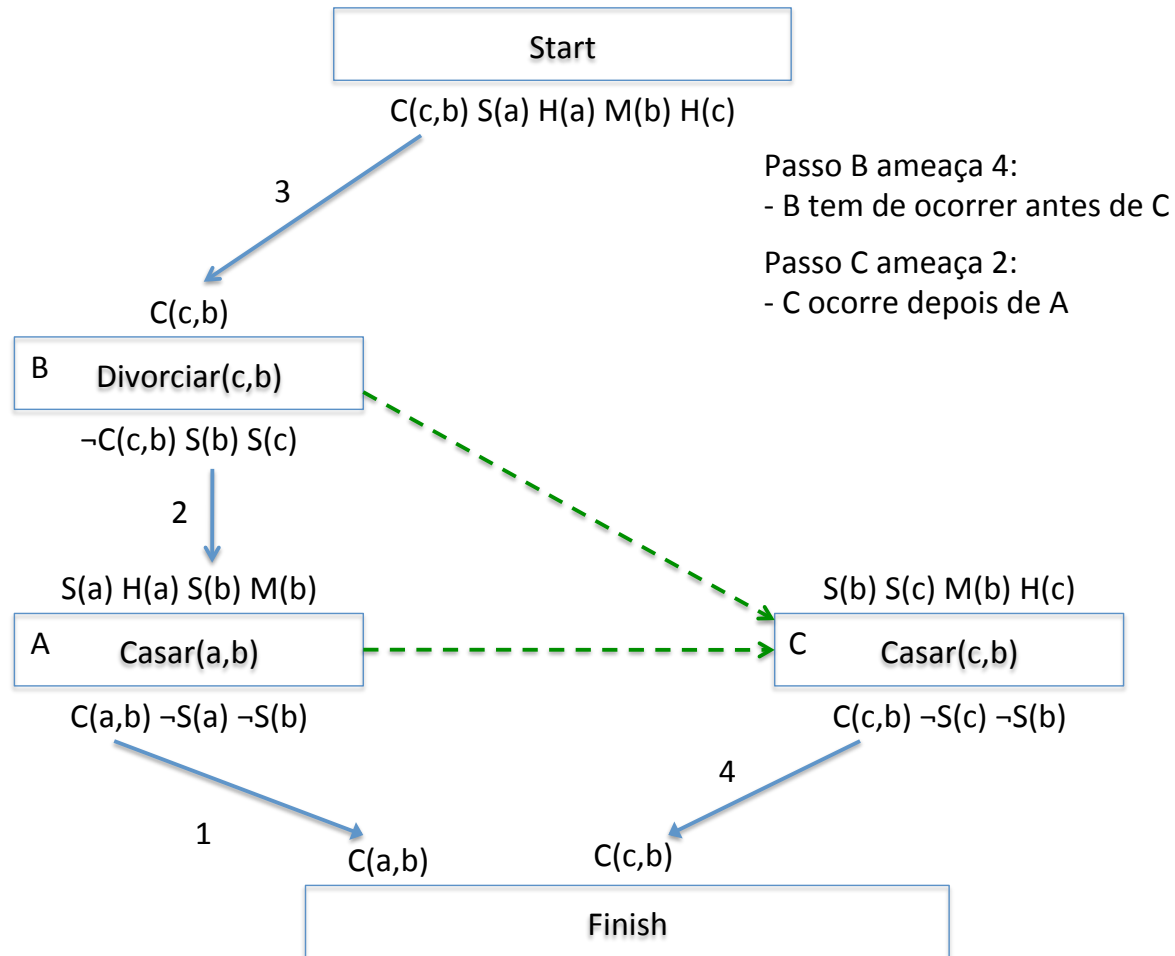 Start
C(c,b) S(a) H(a) M(b) H(c)
3
Passo B ameaça 4:
- B tem de ocorrer antes de C
Passo C ameaça 2:
- C ocorre depois de A
C(c,b)
B Divorciar(c,b)
¬C(c,b) S(b) S(c)
2
S(a) H(a) S(b) M(b)
A Casar(a,b)
C(a,b) ¬S(a) ¬S(b)
S(b) S(c) M(b) H(c)
C Casar(c,b)
C(c,b) ¬S(c) ¬S(b)
1
4
C(a,b)
C(c,b)
Finish